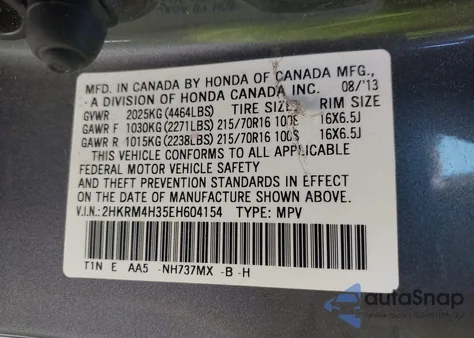 MFD. IN CANADA BY HONDA OF CANADA MFG.,
A DIVISION OF HONDA CANADA INC. 08/'13
GVWR 2025KG(4464LBS) TIRE SIZE RIM SIZE
GAWR F 1030KG(2271LBS) 215/70R16 100S 16X6.5J
GAWR R 1015KG(2238LBS) 215/70R16 100S 16X6.5J
THIS VEHICLE CONFORMS TO ALL APPLICABLE
FEDERAL MOTOR VEHICLE SAFETY
AND THEFT PREVENTION STANDARDS IN EFFECT
ON THE DATE OF MANUFACTURE SHOWN ABOVE.
V.I.N.: 2HKRM4H35EH604154 TYPE: MPV
T1N E AA5 -NH737MX -B -H
autoSnap